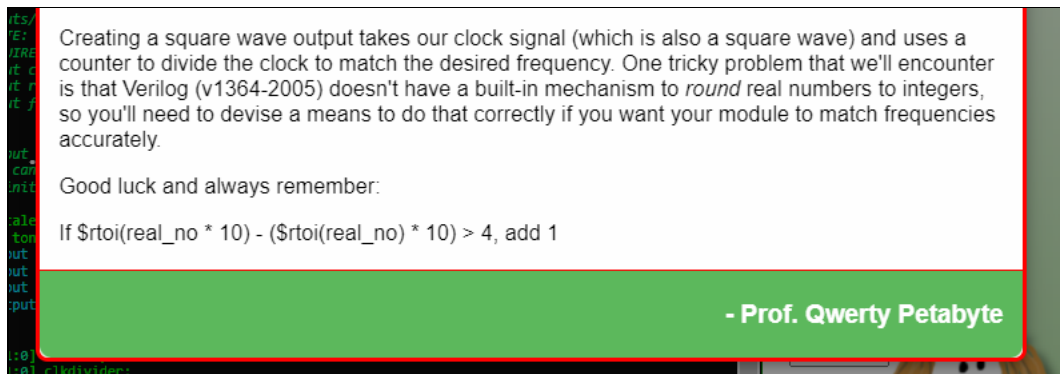 Creating a square wave output takes our clock signal (which is also a square wave) and uses a
counter to divide the clock to match the desired frequency. One tricky problem that we'll encounter
is that Verilog (v1364-2005) doesn't have a built-in mechanism to round real numbers to integers,
so you'll need to devise a means to do that correctly if you want your module to match frequencies
accurately.
Good luck and always remember:
If $rtoi(real_no * 10) - ($rtoi(real_no) * 10) > 4, add 1
- Prof. Qwerty Petabyte
clkdivider;